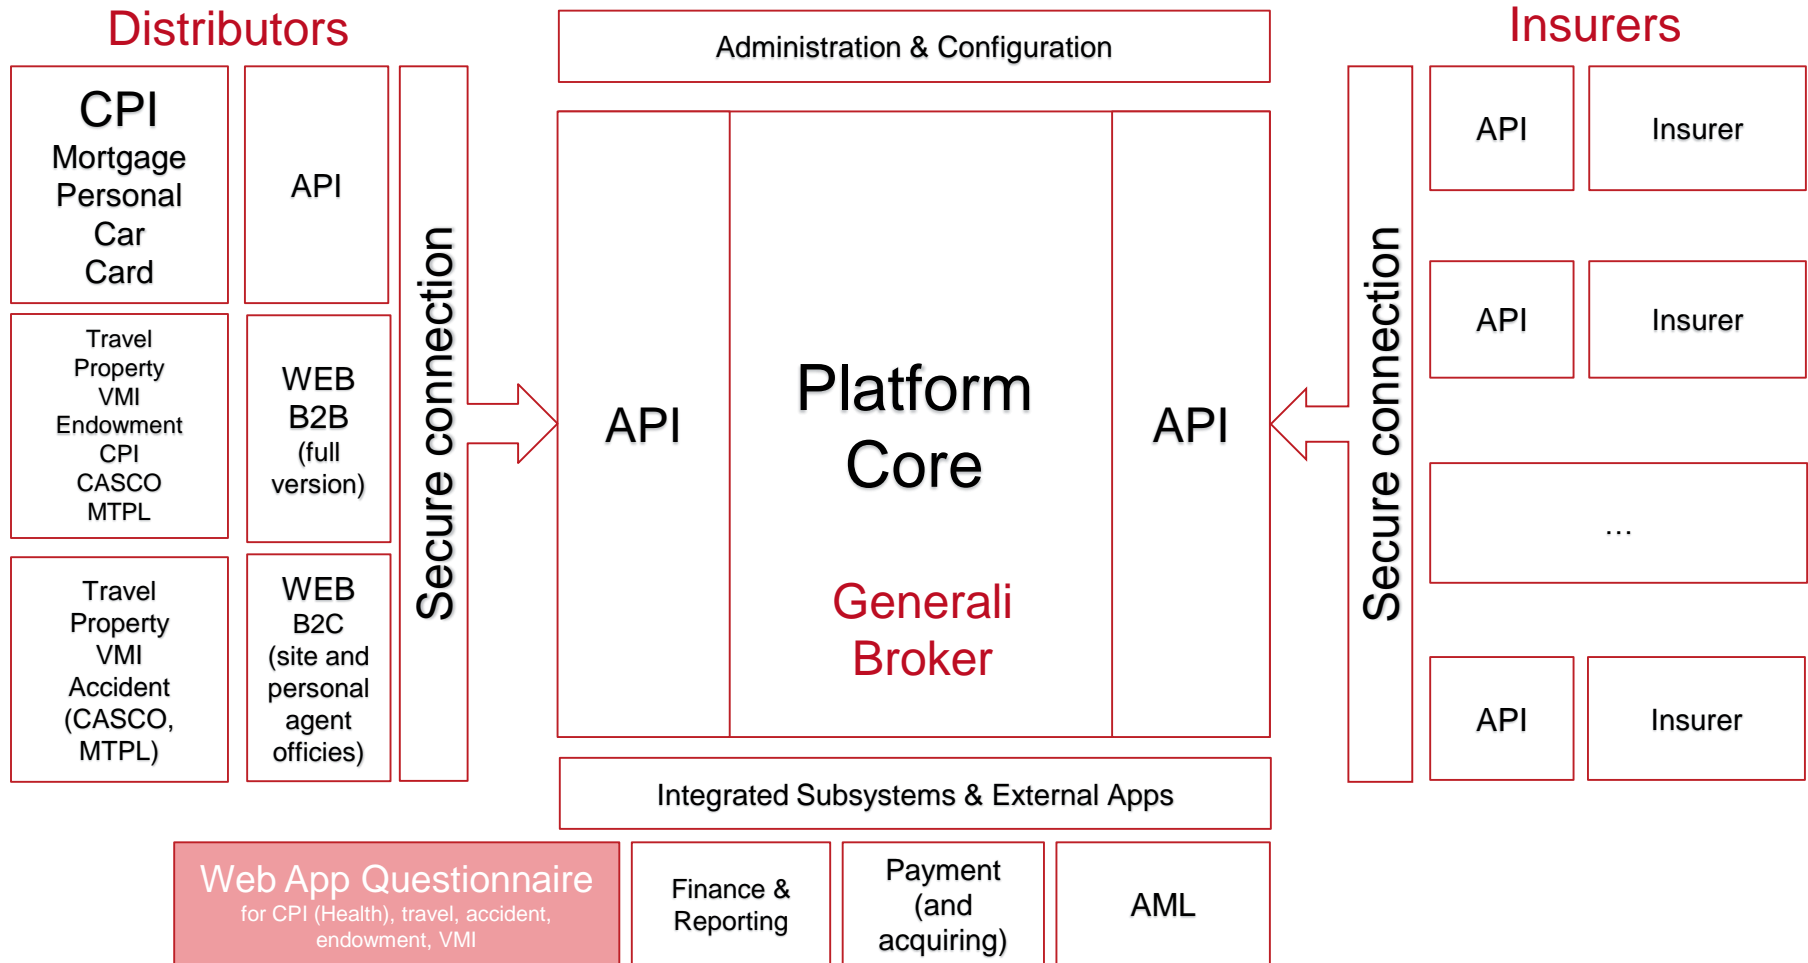 Distributors
CPI
Mortgage
Personal
Car
Card
API
Travel
Property
VMI
Endowment
CPI
CASCO
MTPL
WEB
B2B
(full
version)
Travel
Property
VMI
Accident
(CASCO,
MTPL)
WEB
B2C
(site and
personal
agent
officies)
Secure connection
Administration & Configuration
API
Platform
Core
Generali
Broker
API
Integrated Subsystems & External Apps
Web App Questionnaire
for CPI (Health), travel, accident,
endowment, VMI
Finance &
Reporting
Payment
(and
acquiring)
AML
Insurers
Secure connection
API
Insurer
API
Insurer
...
API
Insurer